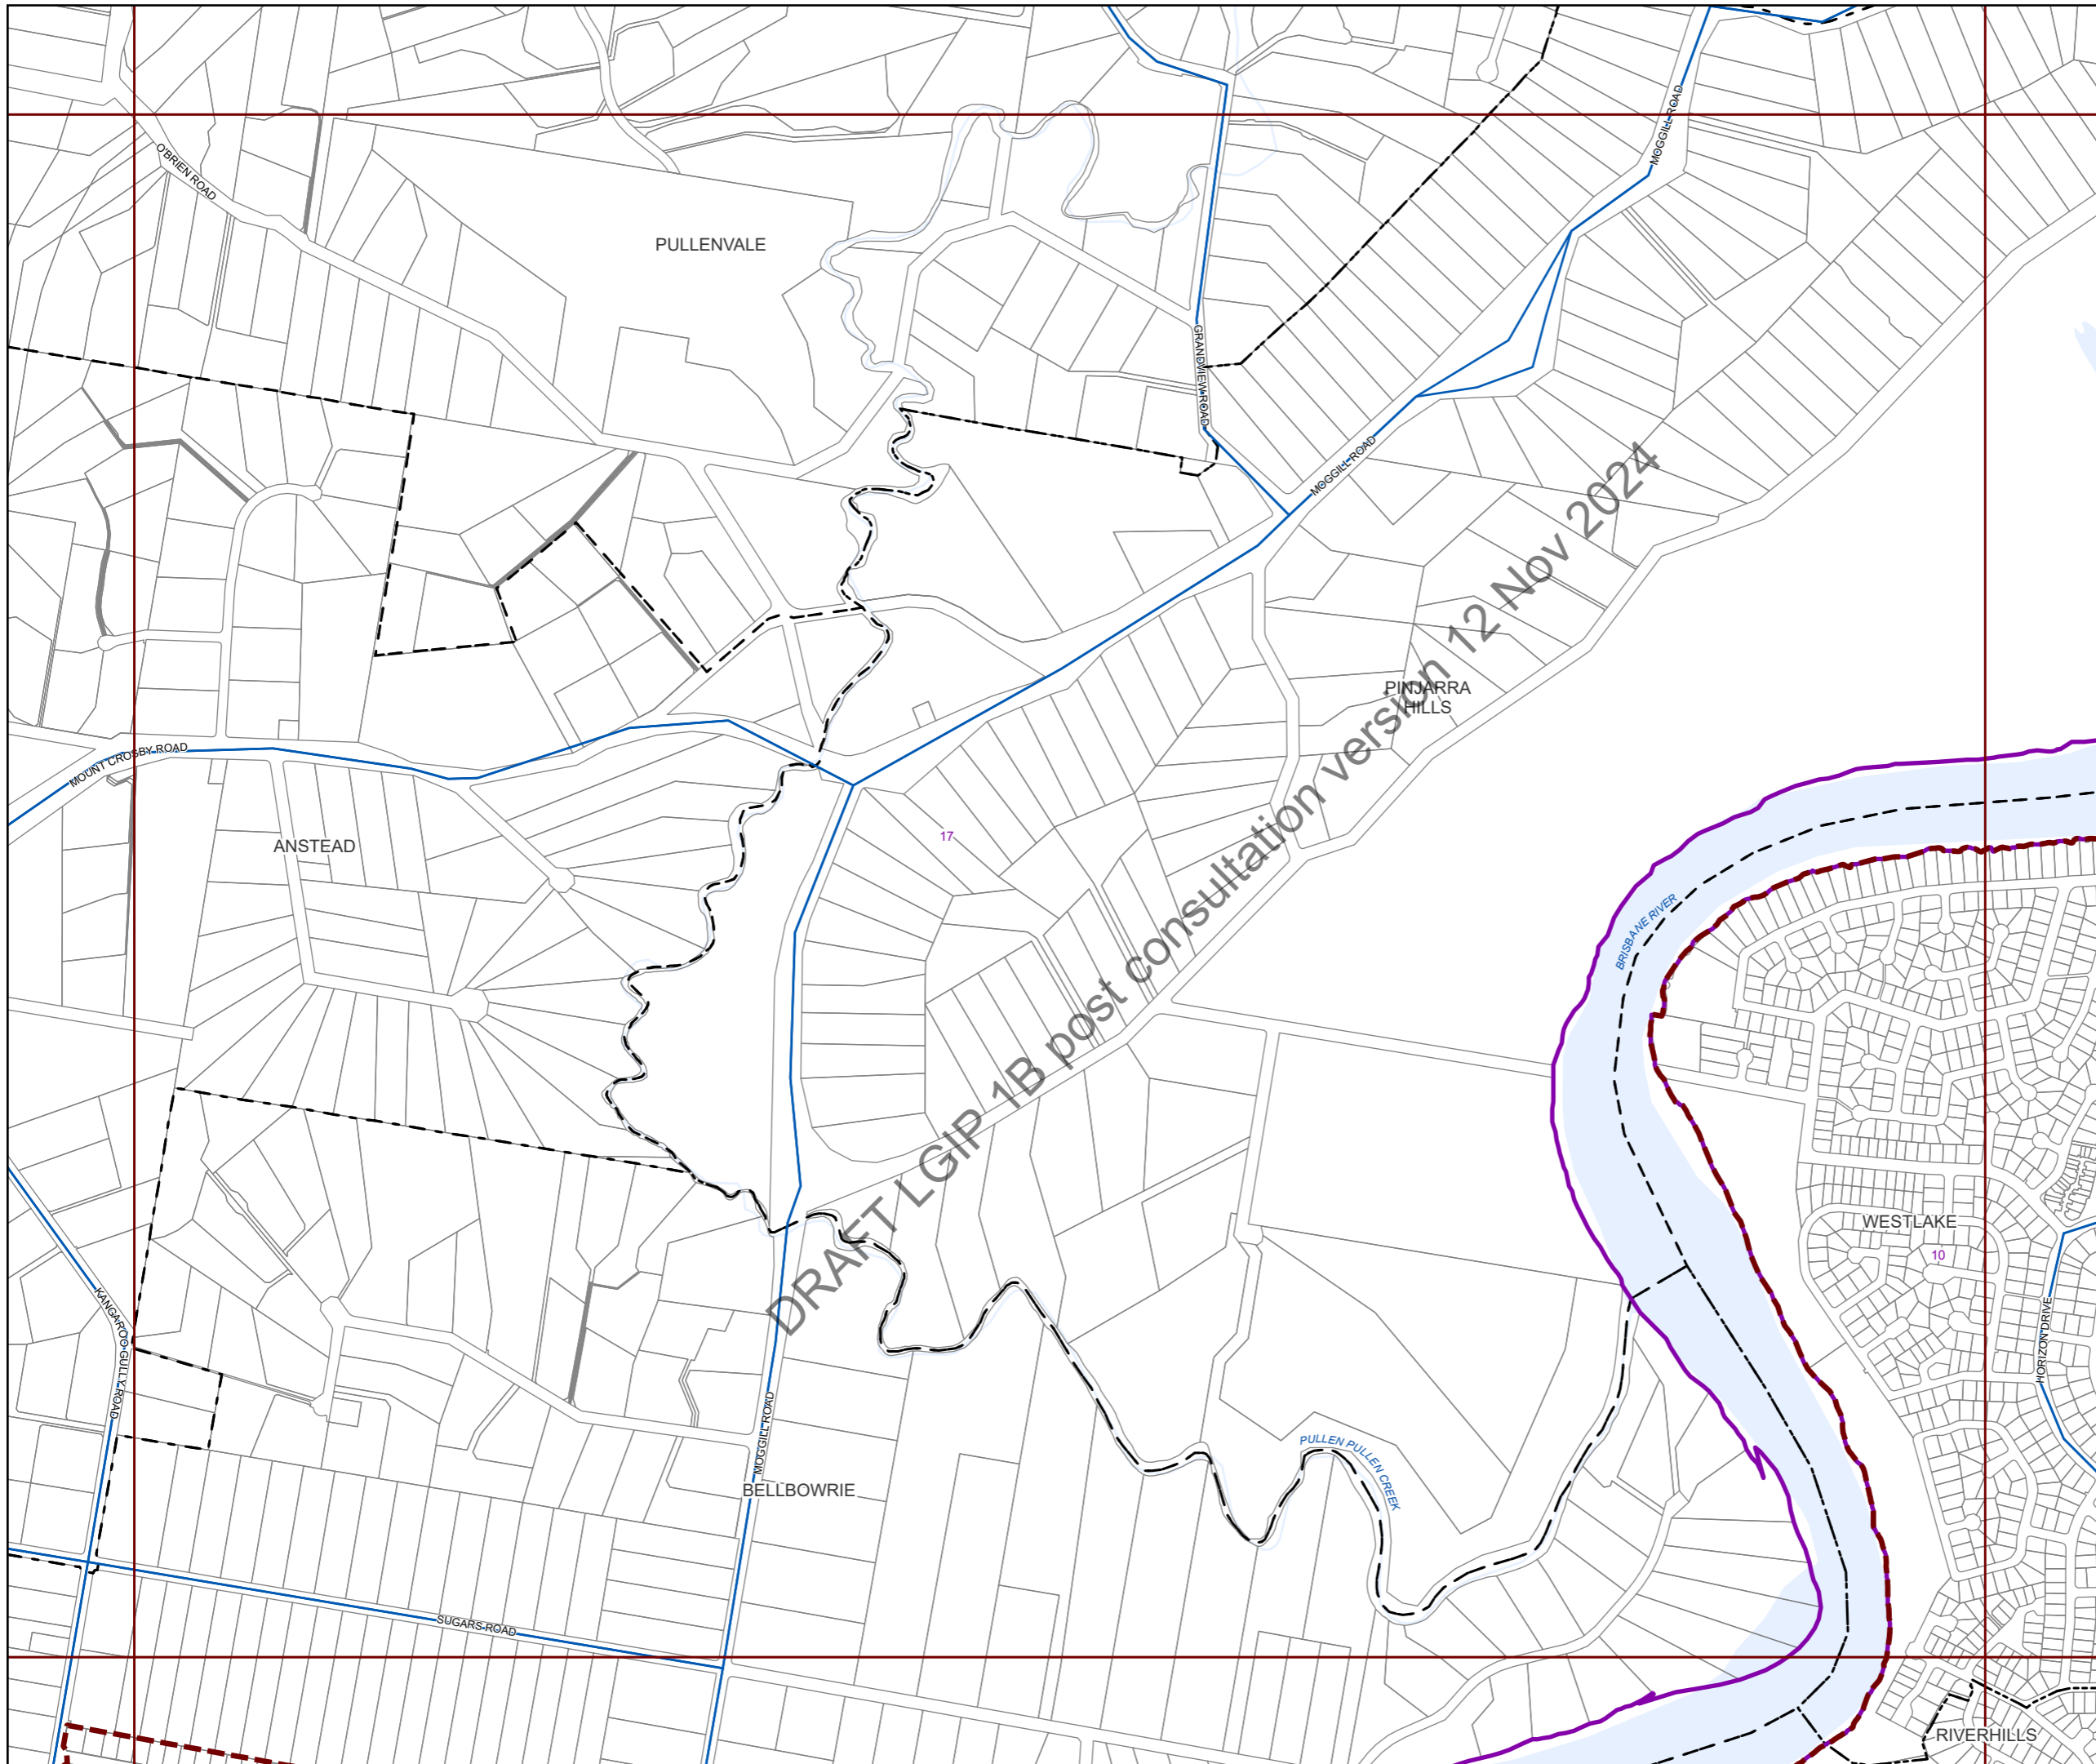 MOGGILL ROAD
O'BRIEN ROAD
PULLENVALE
GRANDVIEW ROAD
MOGGILL ROAD
DRAFT LGIP 1B post consultation version 12 Nov 2024
PINJARRA
HILLS
MOUNT CROSBY ROAD
17
ANSTEAD
BRISBANE RIVER
WESTLAKE
10
HORIZON DRIVE
KANGAROO GULLY ROAD
MOGGILL ROAD
PULLEN PULLEN CREEK
BELLBOWRIE
SUGARS ROAD
RIVERHILLS